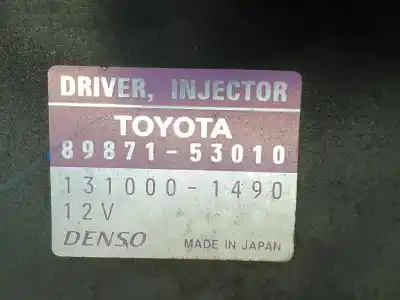 DRIVER, INJECTOR
TOYOTA
89871-53010
131000-1490
12V
DENSO MADE IN JAPAN